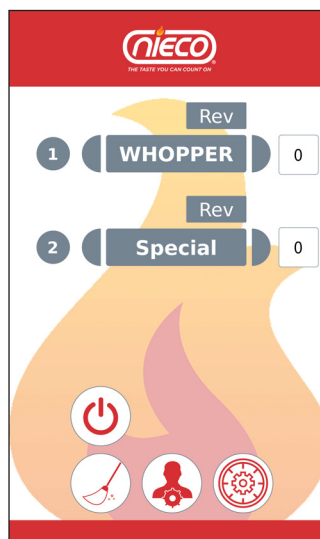 NIECO
THE TASTE YOU CAN COUNT ON
Rev
1 WHOPPER 0
Rev
2 Special 0